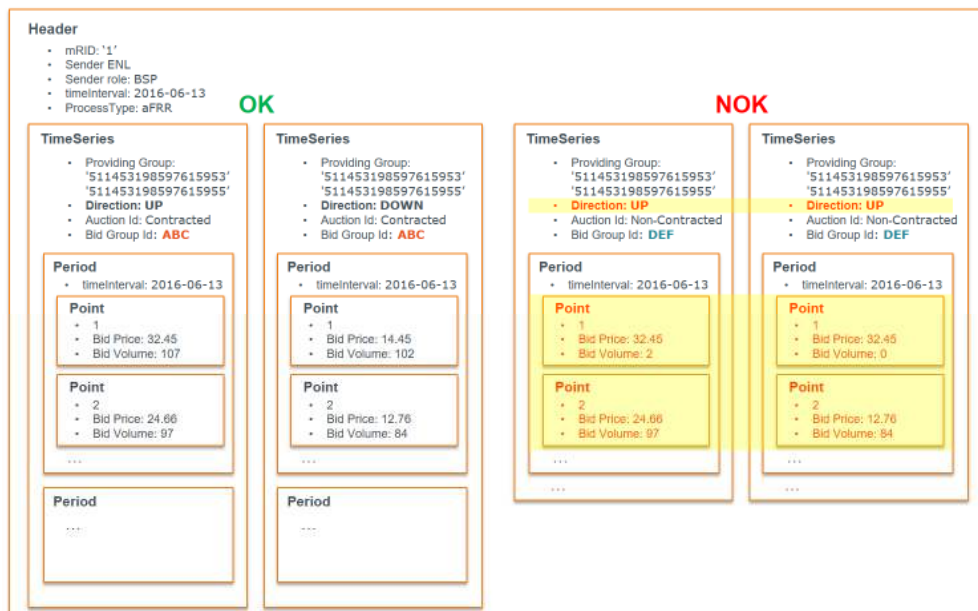 Header
• mRID: '1'
• Sender ENL
• Sender role: BSP
• timeInterval: 2016-06-13
• ProcessType: aFRR
OK
TimeSeries
• Providing Group:
'511453198597615953'
'511453198597615955'
• Direction: UP
• Auction Id: Contracted
• Bid Group Id: ABC
Period
• timeInterval: 2016-06-13
Point
• 1
• Bid Price: 32.45
• Bid Volume: 107
Point
• 2
• Bid Price: 24.66
• Bid Volume: 97
...
Period
...
TimeSeries
• Providing Group:
'511453198597615953'
'511453198597615955'
• Direction: DOWN
• Auction Id: Contracted
• Bid Group Id: ABC
Period
• timeInterval: 2016-06-13
Point
• 1
• Bid Price: 14.45
• Bid Volume: 102
Point
• 2
• Bid Price: 12.76
• Bid Volume: 84
...
Period
...
NOK
TimeSeries
• Providing Group:
'511453198597615953'
'511453198597615955'
• Direction: UP
• Auction Id: Non-Contracted
• Bid Group Id: DEF
Period
• timeInterval: 2016-06-13
Point
• 1
• Bid Price: 32.45
• Bid Volume: 2
Point
• 2
• Bid Price: 24.66
• Bid Volume: 97
...
...
TimeSeries
• Providing Group:
'511453198597615953'
'511453198597615955'
• Direction: UP
• Auction Id: Non-Contracted
• Bid Group Id: DEF
Period
• timeInterval: 2016-06-13
Point
• 1
• Bid Price: 32.45
• Bid Volume: 0
Point
• 2
• Bid Price: 12.76
• Bid Volume: 84
...
...